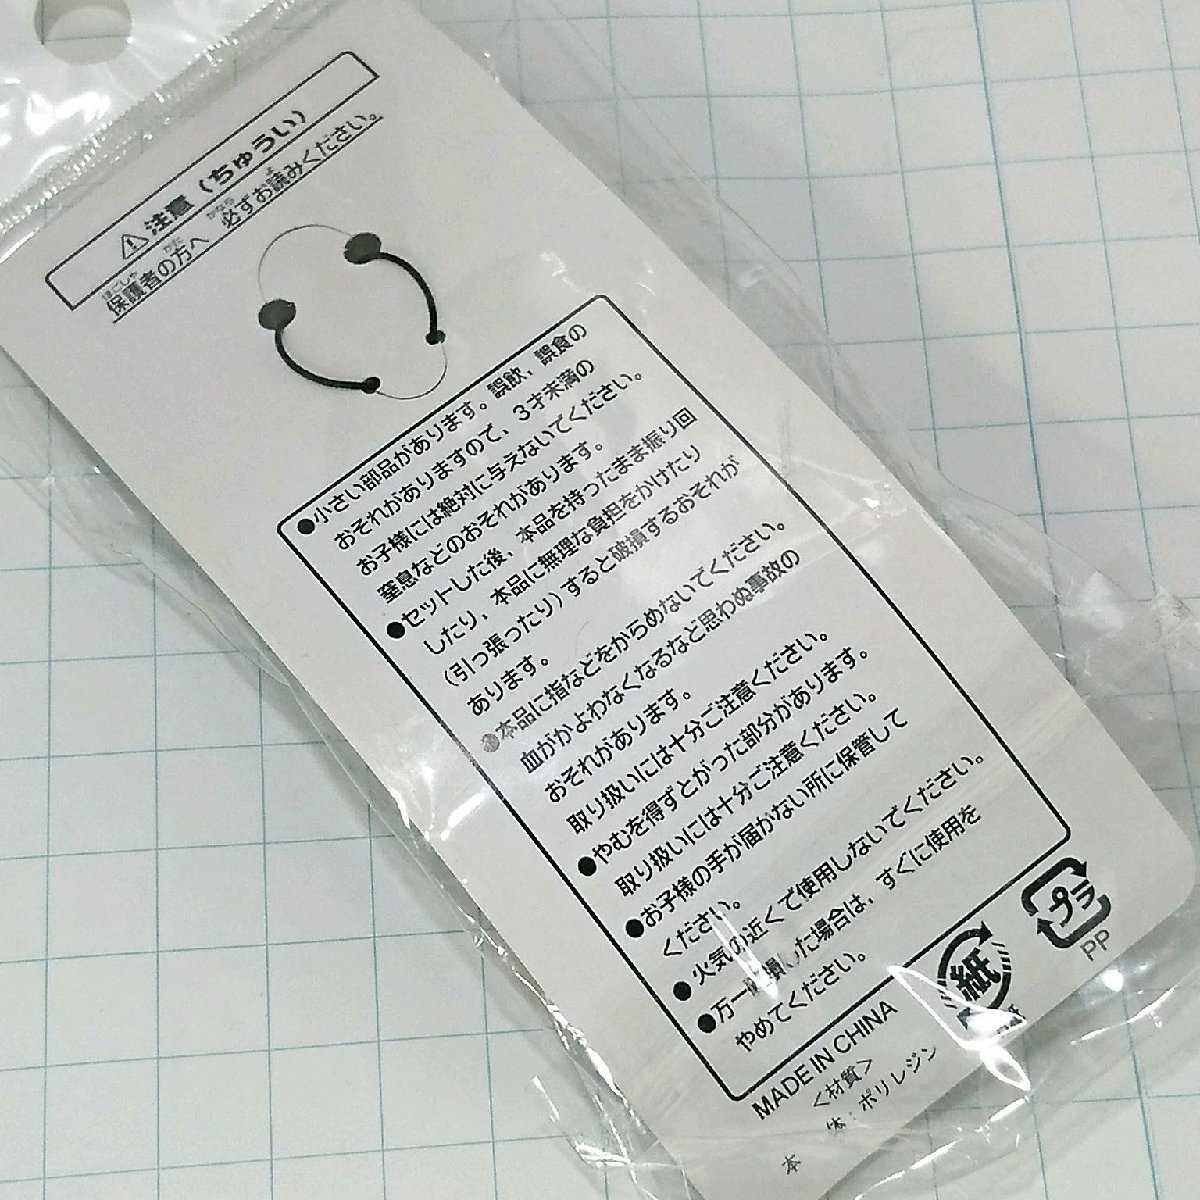 ⚠注意（ちゅうい）
保護者の方へ 必ずお読みください。
●小さい部品があります。誤飲、誤食の
おそれがありますので、3才未満の
お子様には絶対に与えないでください。
窒息などのおそれがあります。
●セットした後、本品を持ったまま振り回
したり、本品に無理な負担をかけたり
(引っ張ったり)すると破損するおそれが
あります。
●本品に指などをからめないでください。
血がかよわなくなるなど思わぬ事故の
おそれがあります。
取り扱いには十分ご注意ください。
●やむを得ずとがった部分があります。
取り扱いには十分ご注意ください。
●お子様の手が届かない所に保管して
ください。
●火気の近くで使用しないでください。
●万一破損した場合は、すぐに使用を
やめてください。
MADE IN CHINA
紙
プラ
PP
＜材質＞
本体：ポリレジン